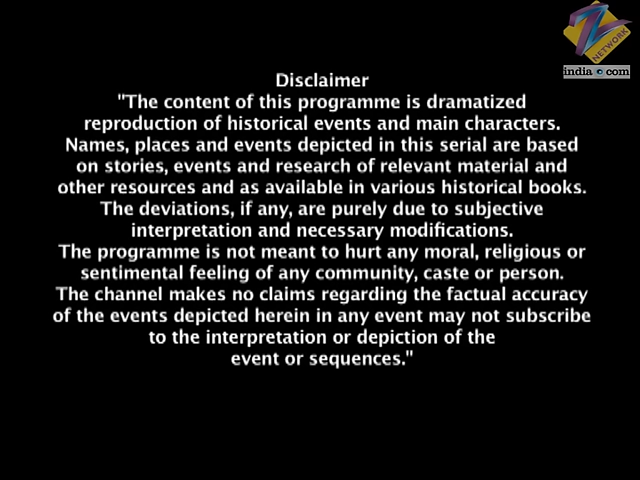 Z
NETWORK
india.com
Disclaimer
"The content of this programme is dramatized
reproduction of historical events and main characters.
Names, places and events depicted in this serial are based
on stories, events and research of relevant material and
other resources and as available in various historical books.
The deviations, if any, are purely due to subjective
interpretation and necessary modifications.
The programme is not meant to hurt any moral, religious or
sentimental feeling of any community, caste or person.
The channel makes no claims regarding the factual accuracy
of the events depicted herein in any event may not subscribe
to the interpretation or depiction of the
event or sequences."